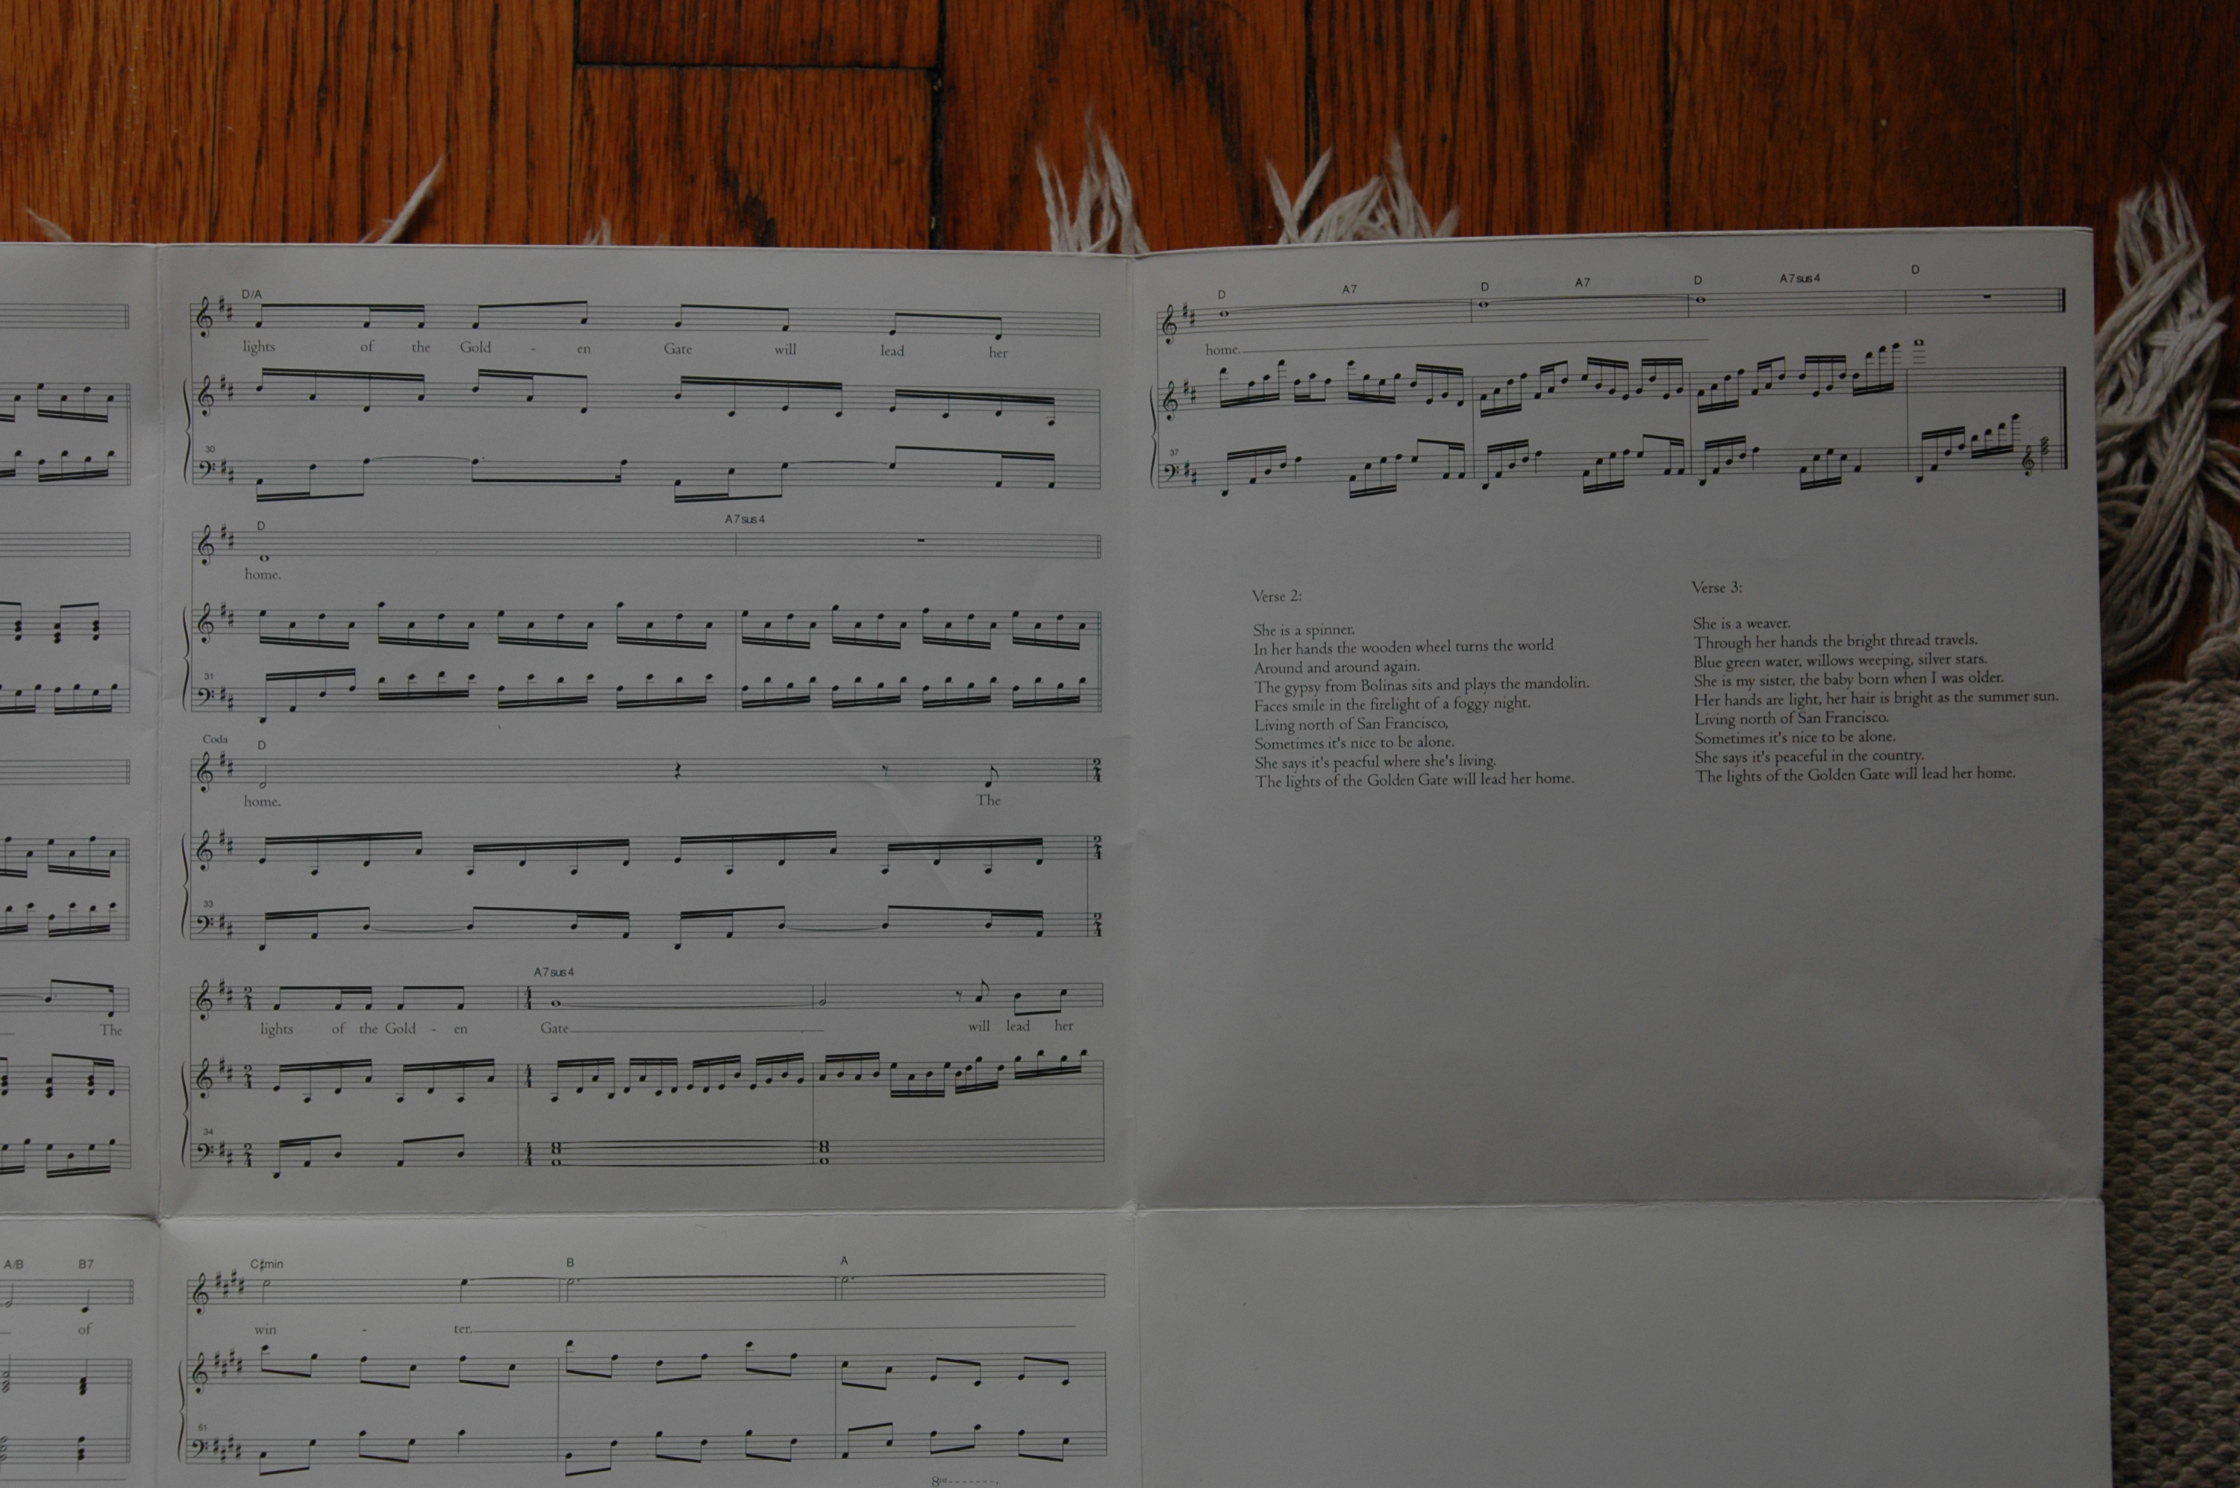 D/A
lights of the Gold - en Gate will lead her
30
D A7sus4
home.
31
Coda D
home. The
33
The
A7sus4
lights of the Gold - en Gate will lead her
34
A/B B7
of
C♯min B A
win - ter.
61
8
D A7 D A7 D A7sus4 D
home.
37
Verse 2:
She is a spinner.
In her hands the wooden wheel turns the world
Around and around again.
The gypsy from Bolinas sits and plays the mandolin.
Faces smile in the firelight of a foggy night.
Living north of San Francisco,
Sometimes it's nice to be alone.
She says it's peacful where she's living.
The lights of the Golden Gate will lead her home.
Verse 3:
She is a weaver.
Through her hands the bright thread travels.
Blue green water, willows weeping, silver stars.
She is my sister, the baby born when I was older.
Her hands are light, her hair is bright as the summer sun.
Living north of San Francisco.
Sometimes it's nice to be alone.
She says it's peaceful in the country.
The lights of the Golden Gate will lead her home.